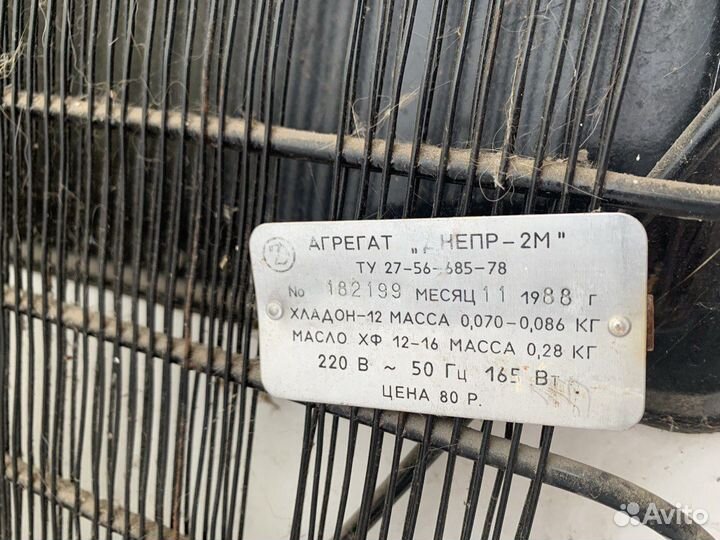 АГРЕГАТ „ДНЕПР-2М"
ТУ 27-56-685-78
No 182199 МЕСЯЦ 11 1988 г
ХЛАДОН-12 МАССА 0,070-0,086 КГ
МАСЛО ХФ 12-16 МАССА 0,28 КГ
220 В ~ 50 Гц 165 Вт
ЦЕНА 80 Р.
Avito